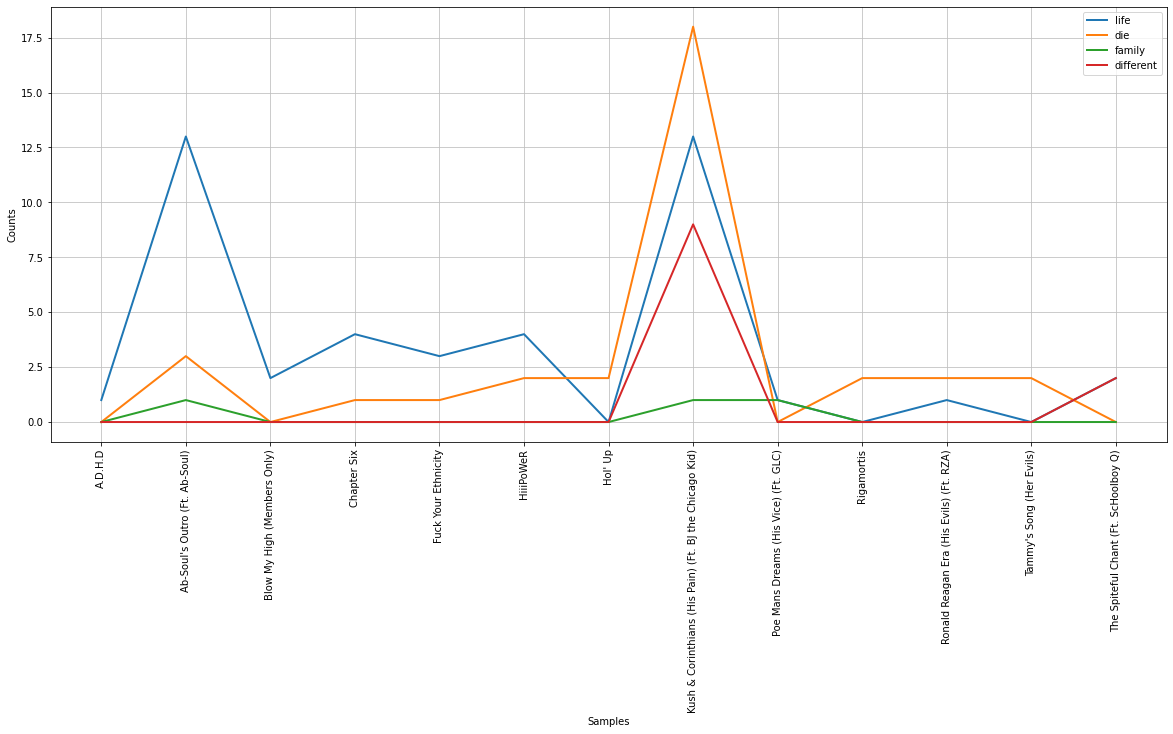 life
die
family
different
17.5
15.0
12.5
10.0
7.5
5.0
2.5
0.0
Counts
A.D.H.D
Ab-Soul's Outro (Ft. Ab-Soul)
Blow My High (Members Only)
Chapter Six
Fuck Your Ethnicity
HiiiPoWeR
Hol' Up
Kush & Corinthians (His Pain) (Ft. BJ the Chicago Kid)
Poe Mans Dreams (His Vice) (Ft. GLC)
Rigamortis
Ronald Reagan Era (His Evils) (Ft. RZA)
Tammy's Song (Her Evils)
The Spiteful Chant (Ft. ScHoolboy Q)
Samples